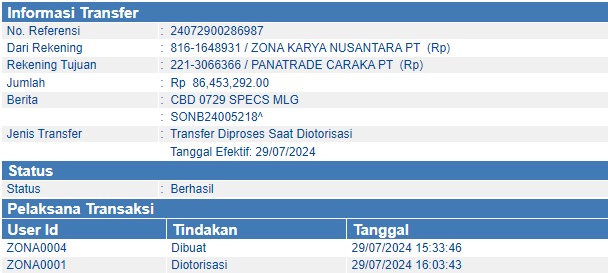 Informasi Transfer
No. Referensi : 24072900286987
Dari Rekening : 816-1648931 / ZONA KARYA NUSANTARA PT (Rp)
Rekening Tujuan : 221-3066366 / PANATRADE CARAKA PT (Rp)
Jumlah : Rp 86,453,292.00
Berita : CBD 0729 SPECS MLG
: SONB24005218^
Jenis Transfer : Transfer Diproses Saat Diotorisasi
Tanggal Efektif: 29/07/2024
Status
Status : Berhasil
Pelaksana Transaksi
User Id Tindakan Tanggal
ZONA0004 Dibuat 29/07/2024 15:33:46
ZONA0001 Diotorisasi 29/07/2024 16:03:43